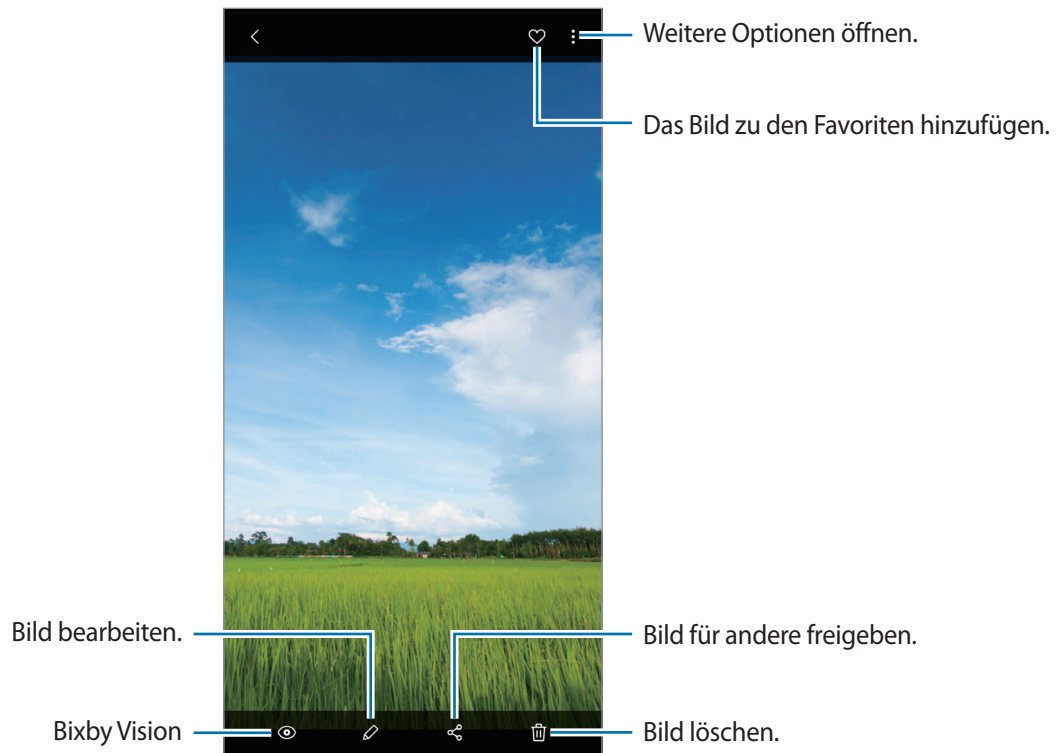 Weitere Optionen öffnen.
Das Bild zu den Favoriten hinzufügen.
Bild bearbeiten.
Bild für andere freigeben.
Bixby Vision
Bild löschen.